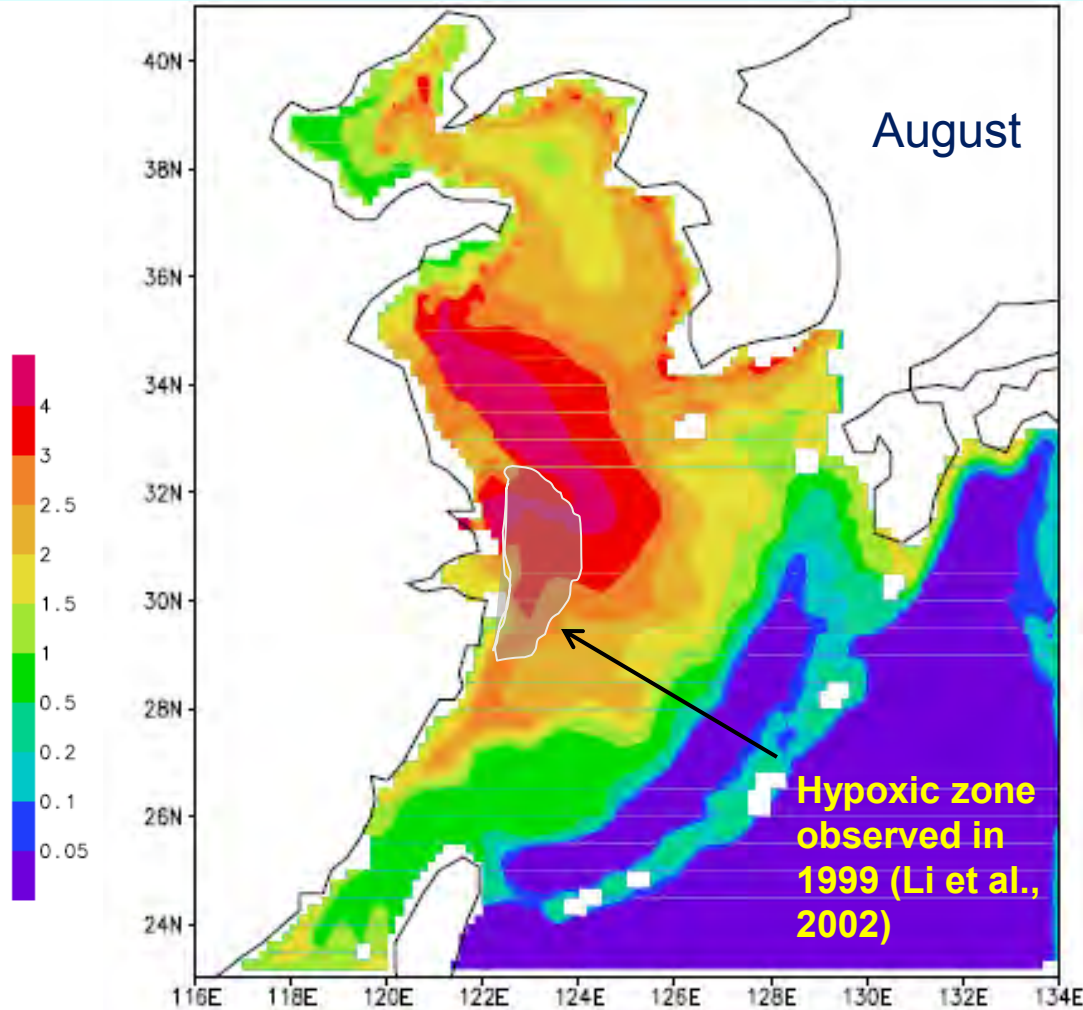 August
40N
38N
36N
34N
32N
30N
28N
26N
24N
4
3
2.5
2
1.5
1
0.5
0.2
0.1
0.05
Hypoxic zone
observed in
1999 (Li et al.,
2002)
116E 118E 120E 122E 124E 126E 128E 130E 132E 134E